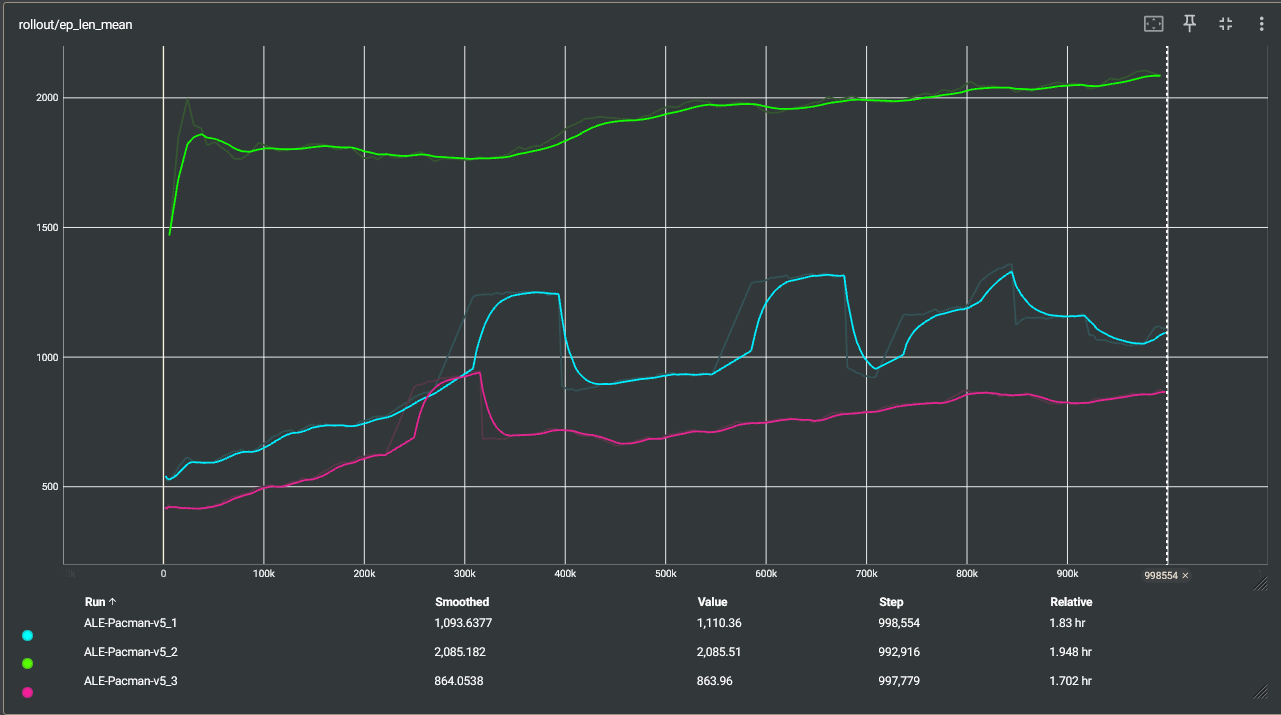 rollout/ep_len_mean
2000
1500
1000
500
0 100k 200k 300k 400k 500k 600k 700k 800k 900k 998554 ×
Run ↑ Smoothed Value Step Relative
ALE-Pacman-v5_1 1,093.6377 1,110.36 998,554 1.83 hr
ALE-Pacman-v5_2 2,085.182 2,085.51 992,916 1.948 hr
ALE-Pacman-v5_3 864.0538 863.96 997,779 1.702 hr